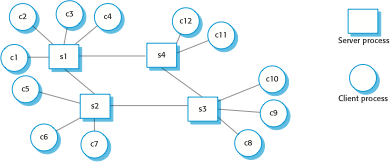 c2
c3
c4
c12
c11
c1
s1
s4
Server process
c5
s2
s3
c10
c9
c6
c7
c8
Client process